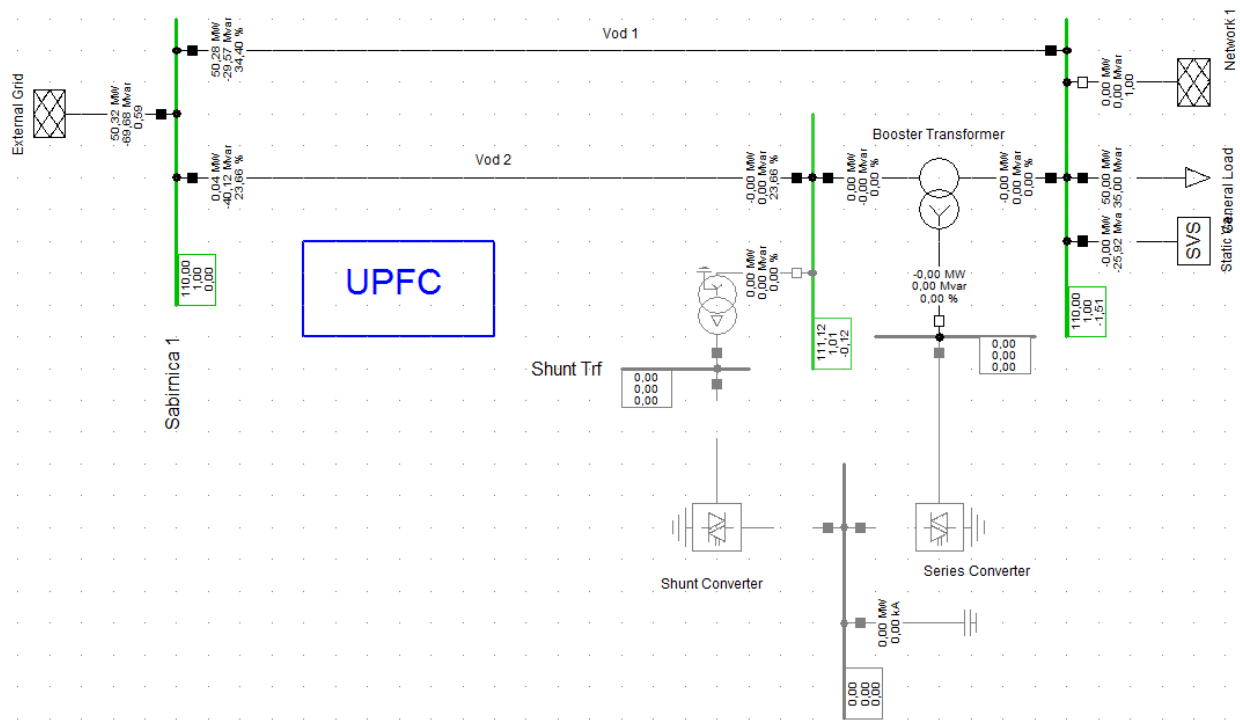 Vod 1
Network 1
50,28 MW
-29,57 Mvar
34,40 %
0,00 MW
0,00 Mvar
1,00
External Grid
50,32 MW
-69,68 Mvar
0,59
Booster Transformer
Vod 2
0,04 MW
-40,12 Mvar
23,66 %
-0,00 MW
0,00 Mvar
23,66 %
-0,00 MW
-0,00 Mvar
0,00 %
-0,00 MW
0,00 Mvar
0,00 %
50,00 MW
35,00 Mvar
General Load
-0,00 MW
-25,92 Mva
SVS
Static
UPFC
0,00 MW
0,00 Mvar
0,00 %
-0,00 MW
0,00 Mvar
0,00 %
110,00
1,00
0,00
110,00
1,00
-1,51
111,12
1,01
-0,12
Sabirnica 1
Shunt Trf
0,00
0,00
0,00
0,00
0,00
0,00
Shunt Converter
Series Converter
0,00 MW
0,00 kA
0,00
0,00
0,00